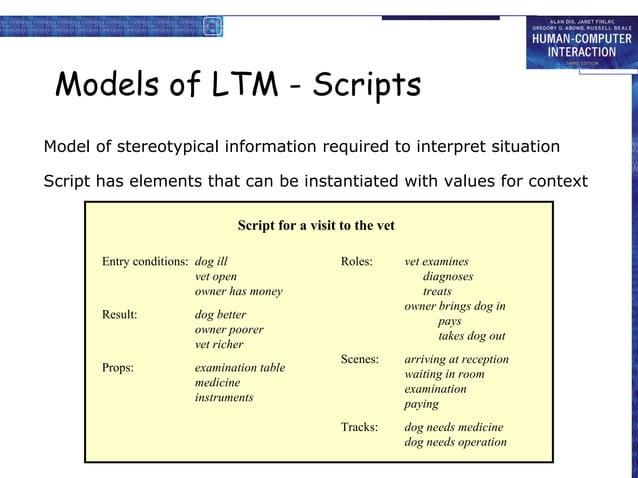 ALAN DIX, JANET FINLAY,
GREGORY D. ABOWD, RUSSELL BEALE
HUMAN-COMPUTER
INTERACTION
THIRD EDITION
Models of LTM - Scripts
Model of stereotypical information required to interpret situation
Script has elements that can be instantiated with values for context
Script for a visit to the vet
Entry conditions: dog ill
vet open
owner has money
Result: dog better
owner poorer
vet richer
Props: examination table
medicine
instruments
Roles: vet examines
diagnoses
treats
owner brings dog in
pays
takes dog out
Scenes: arriving at reception
waiting in room
examination
paying
Tracks: dog needs medicine
dog needs operation